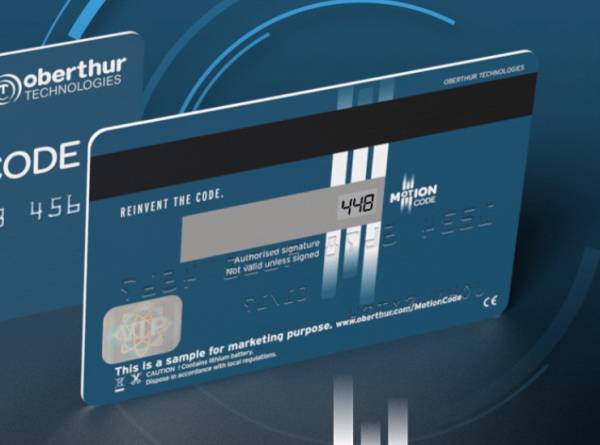 oberthur
TECHNOLOGIES
CODE
456
OBERTHUR TECHNOLOGIES
REINVENT THE CODE.
448
MOTION
CODE
Authorised signature
Not valid unless signed
VIP
This is a sample for marketing purpose. www.oberthur.com/MotionCode
CAUTION ! Contains lithium battery.
Dispose in accordance with local regulations.
CE